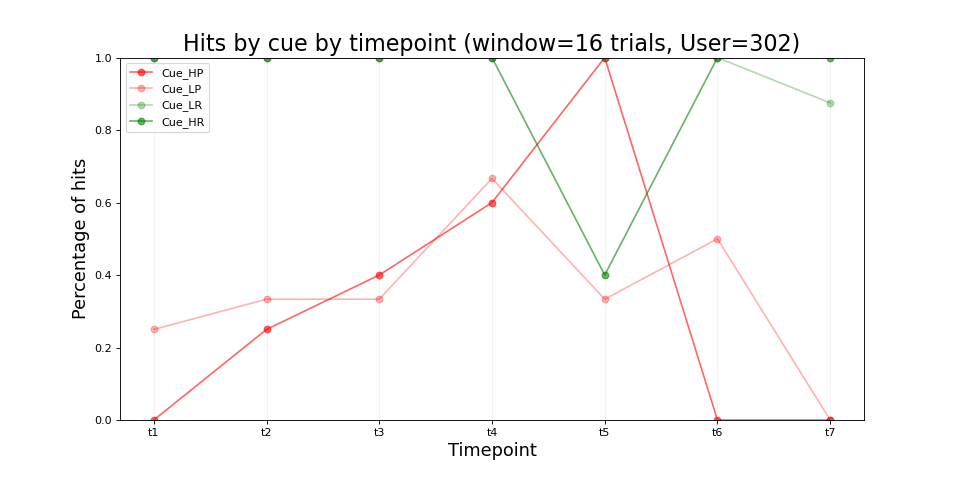 Hits by cue by timepoint (window=16 trials, User=302)
Percentage of hits
1.0
0.8
0.6
0.4
0.2
0.0
Cue_HP
Cue_LP
Cue_LR
Cue_HR
t1 t2 t3 t4 t5 t6 t7
Timepoint